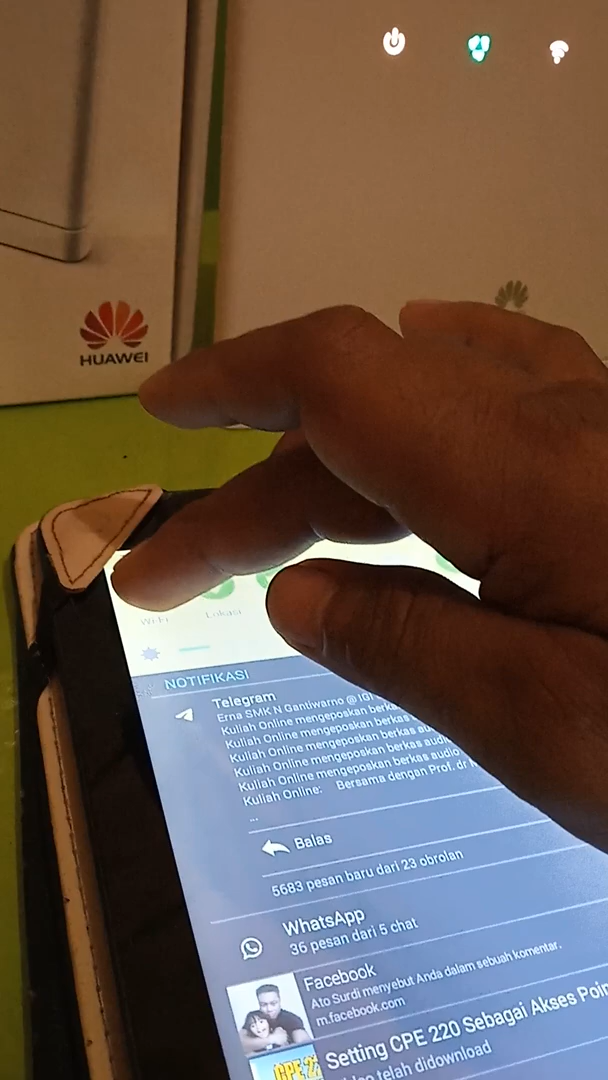 HUAWEI
Wi-Fi
Lokasi
NOTIFIKASI
Telegram
Erna SMK N Gantiwarno @ IGI
Kuliah Online mengeposkan berkas
Kuliah Online mengeposkan berkas
Kuliah Online mengeposkan berkas au
Kuliah Online mengeposkan berkas audi
Kuliah Online mengeposkan berkas audio
Kuliah Online: Bersama dengan Prof. dr
...
Balas
5683 pesan baru dari 23 obrolan
WhatsApp
36 pesan dari 5 chat
Facebook
Ato Surdi menyebut Anda dalam sebuah komentar.
m.facebook.com
CPE 22
Setting CPE 220 Sebagai Akses Poin
telah didownload